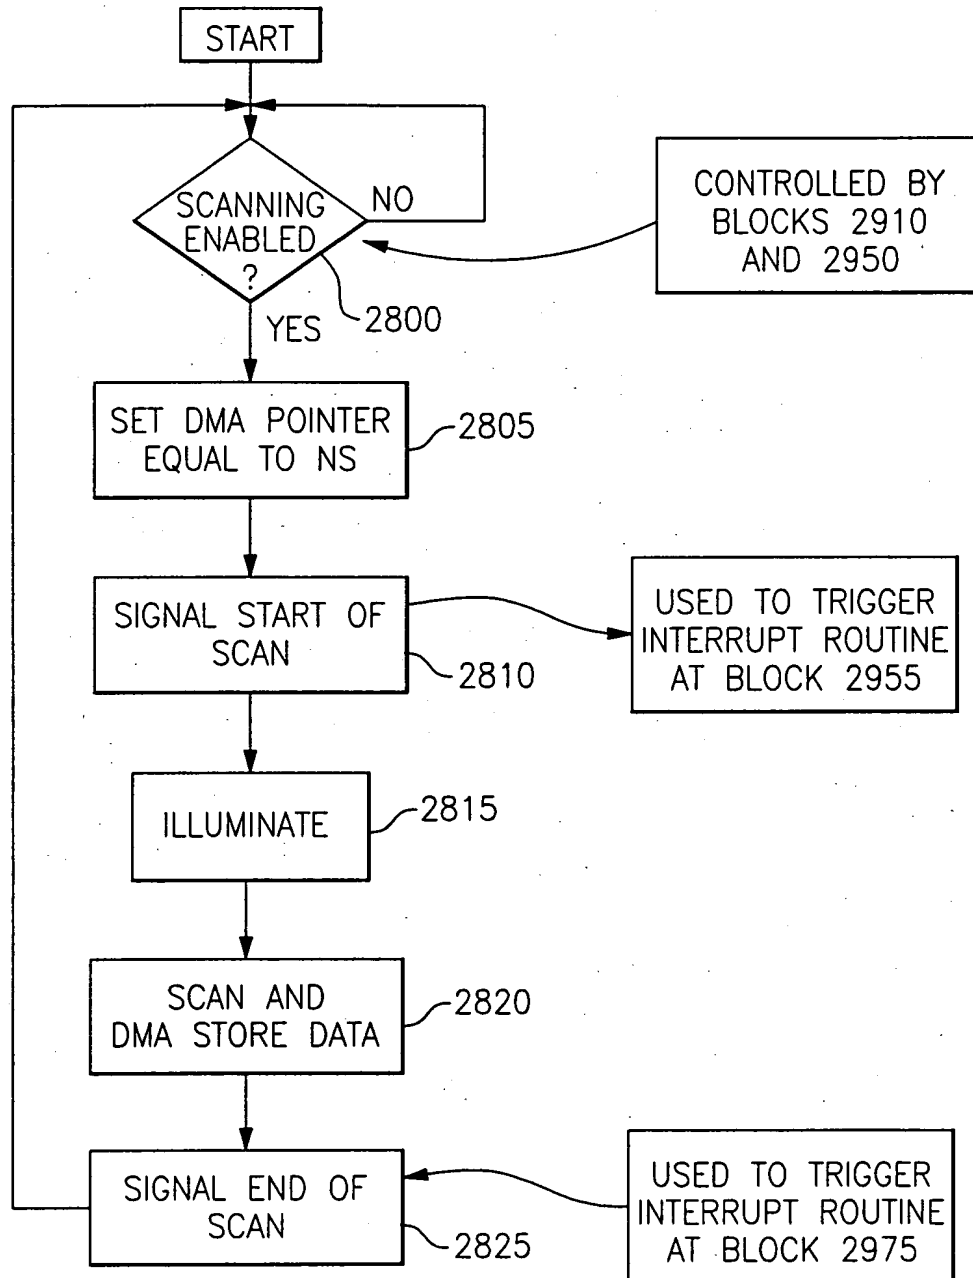 START
SCANNING
ENABLED
?
NO
YES
2800
CONTROLLED BY
BLOCKS 2910
AND 2950
SET DMA POINTER
EQUAL TO NS
2805
SIGNAL START OF
SCAN
2810
USED TO TRIGGER
INTERRUPT ROUTINE
AT BLOCK 2955
ILLUMINATE
2815
SCAN AND
DMA STORE DATA
2820
SIGNAL END OF
SCAN
2825
USED TO TRIGGER
INTERRUPT ROUTINE
AT BLOCK 2975